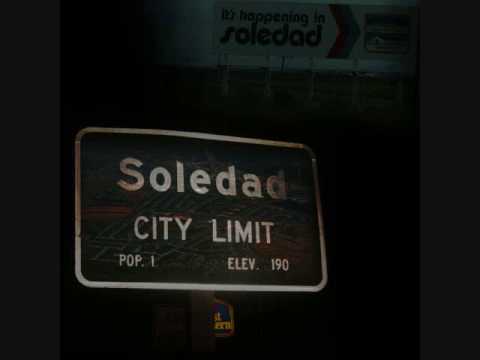 it's happening in
soledad
Soledad
CITY LIMIT
POP. 1 ELEV. 190